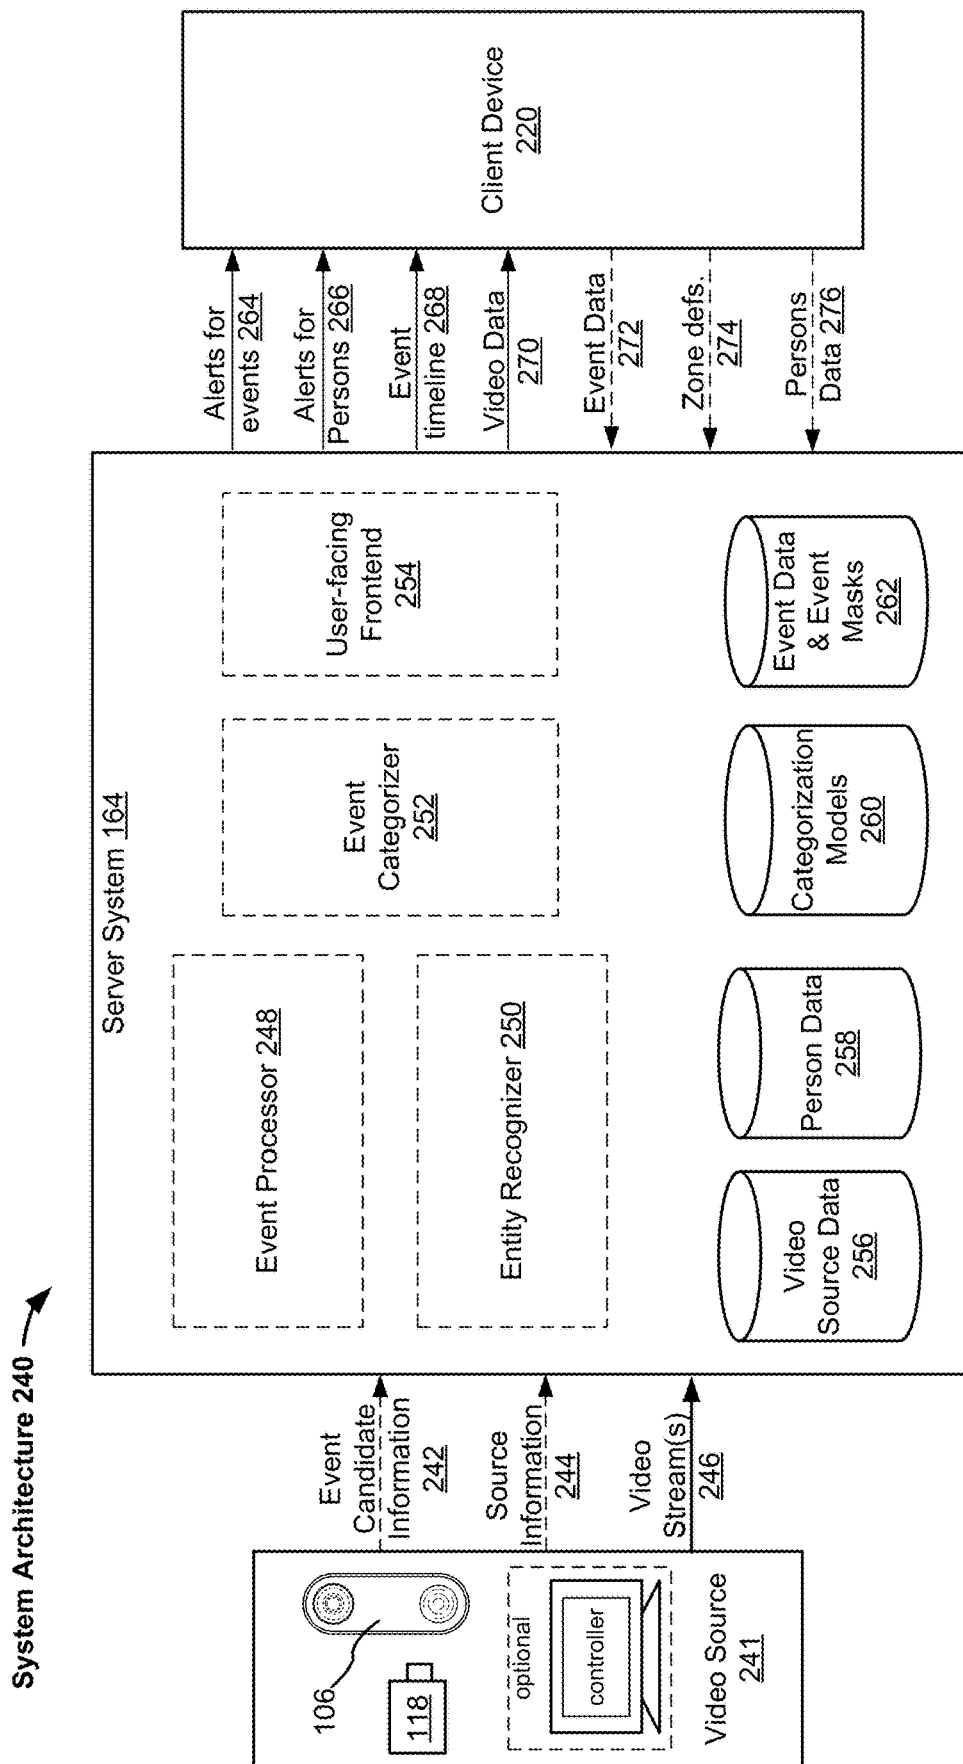 System Architecture 240
Server System 164
106
118
optional
controller
Video Source
241
Event
Candidate
Information
242
Source
Information
244
Video
Stream(s)
246
Event Processor 248
Entity Recognizer 250
Event
Categorizer
252
User-facing
Frontend
254
Video
Source Data
256
Person Data
258
Categorization
Models
260
Event Data
& Event
Masks
262
Alerts for
events 264
Alerts for
Persons 266
Event
timeline 268
Video Data
270
Event Data
272
Zone defs.
274
Persons
Data 276
Client Device
220